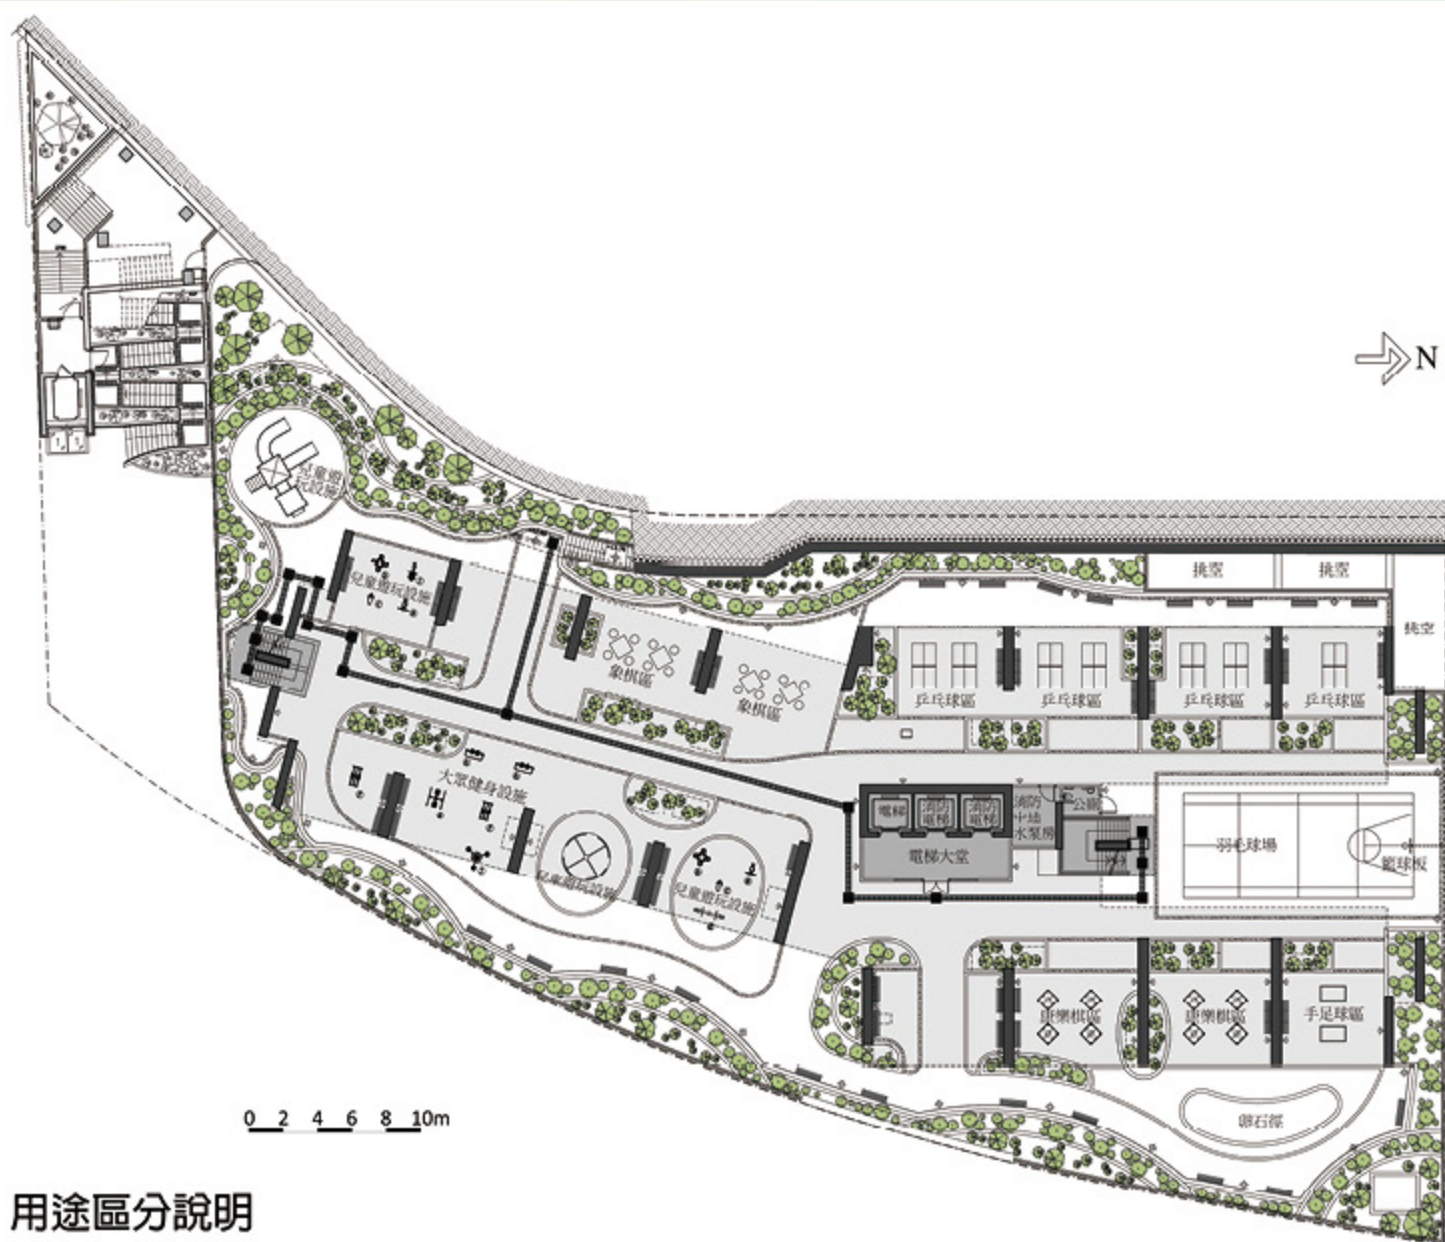 N
兒童遊
玩設施
挑空
挑空
挑空
兒童遊玩設施
象棋區
象棋區
乒乓球區
乒乓球區
乒乓球區
乒乓球區
大眾健身設施
電梯
消防
電梯
消防
電梯
消防
中途
水泵房
公廁
電梯大堂
羽毛球場
籃球板
兒童遊玩設施
兒童遊玩設施
康樂棋區
康樂棋區
手足球區
卵石徑
0 2 4 6 8 10m
用途區分說明